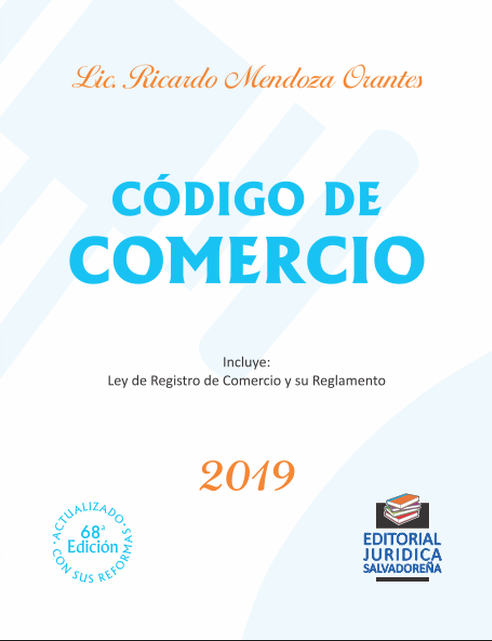 Lic. Ricardo Mendoza Orantes
CÓDIGO DE
COMERCIO
Incluye:
Ley de Registro de Comercio y su Reglamento
2019
· ACTUALIZADO ·
68ª
Edición
CON SUS REFORMAS
EDITORIAL
JURIDICA
SALVADOREÑA